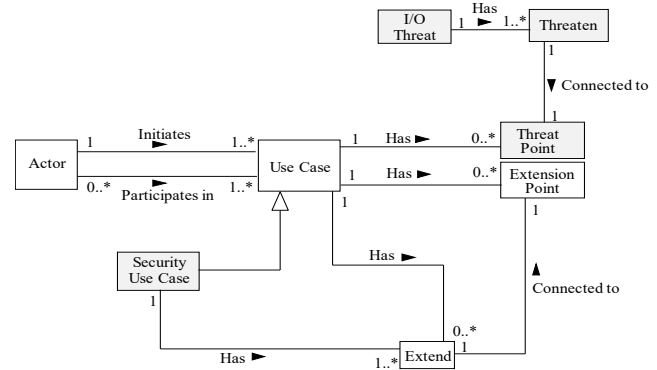 Has
I/O
Threat
1
1..*
Threaten
1
Connected to
1
Initiates
1
1..*
Has
1
0..*
Threat
Point
Actor
Use Case
0..*
Participates in
1..*
1
Has
0..*
Extension
Point
1
1
Security
Use Case
Has
Connected to
1
0..*
Has
1..*
Extend
1